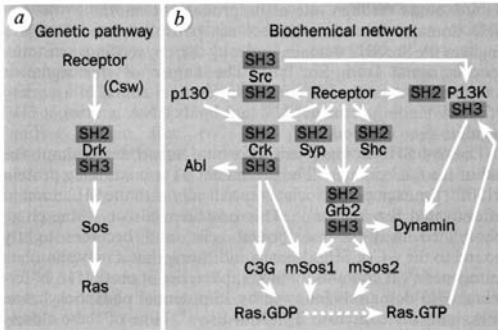 a Genetic pathway
Receptor
(Csw)
SH2
Drk
SH3
Sos
Ras
b Biochemical network
SH3
Src
SH2
p130
Receptor
SH2 P13K
SH3
Crk
SH3
Abl
SH2
Syp
SH2
Shc
SH2
Grb2
SH3
Dynamin
C3G mSos1 mSos2
Ras.GDP Ras.GTP